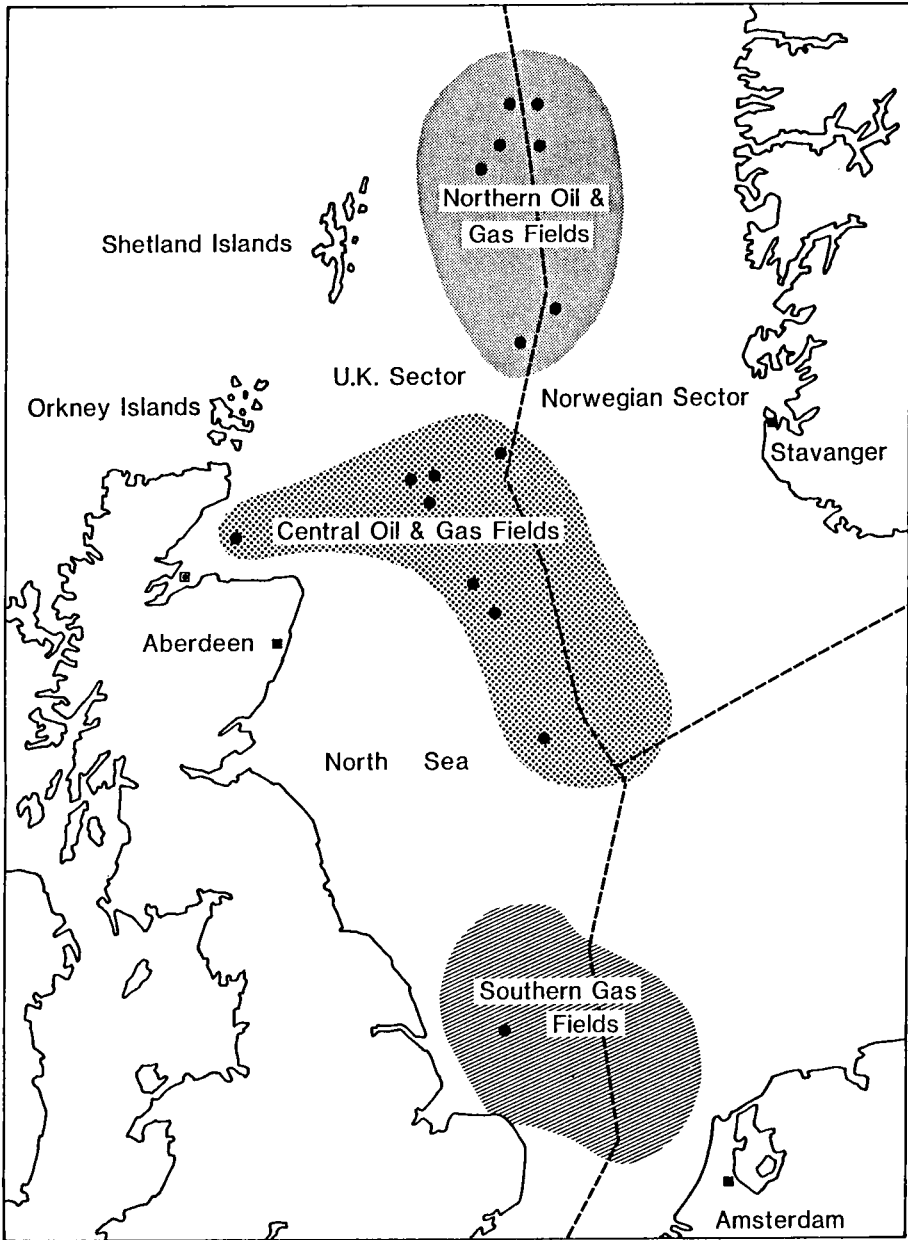 Northern Oil &
Gas Fields
Shetland Islands
U.K. Sector
Orkney Islands
Norwegian Sector
Stavanger
Central Oil & Gas Fields
Aberdeen
North Sea
Southern Gas
Fields
Amsterdam